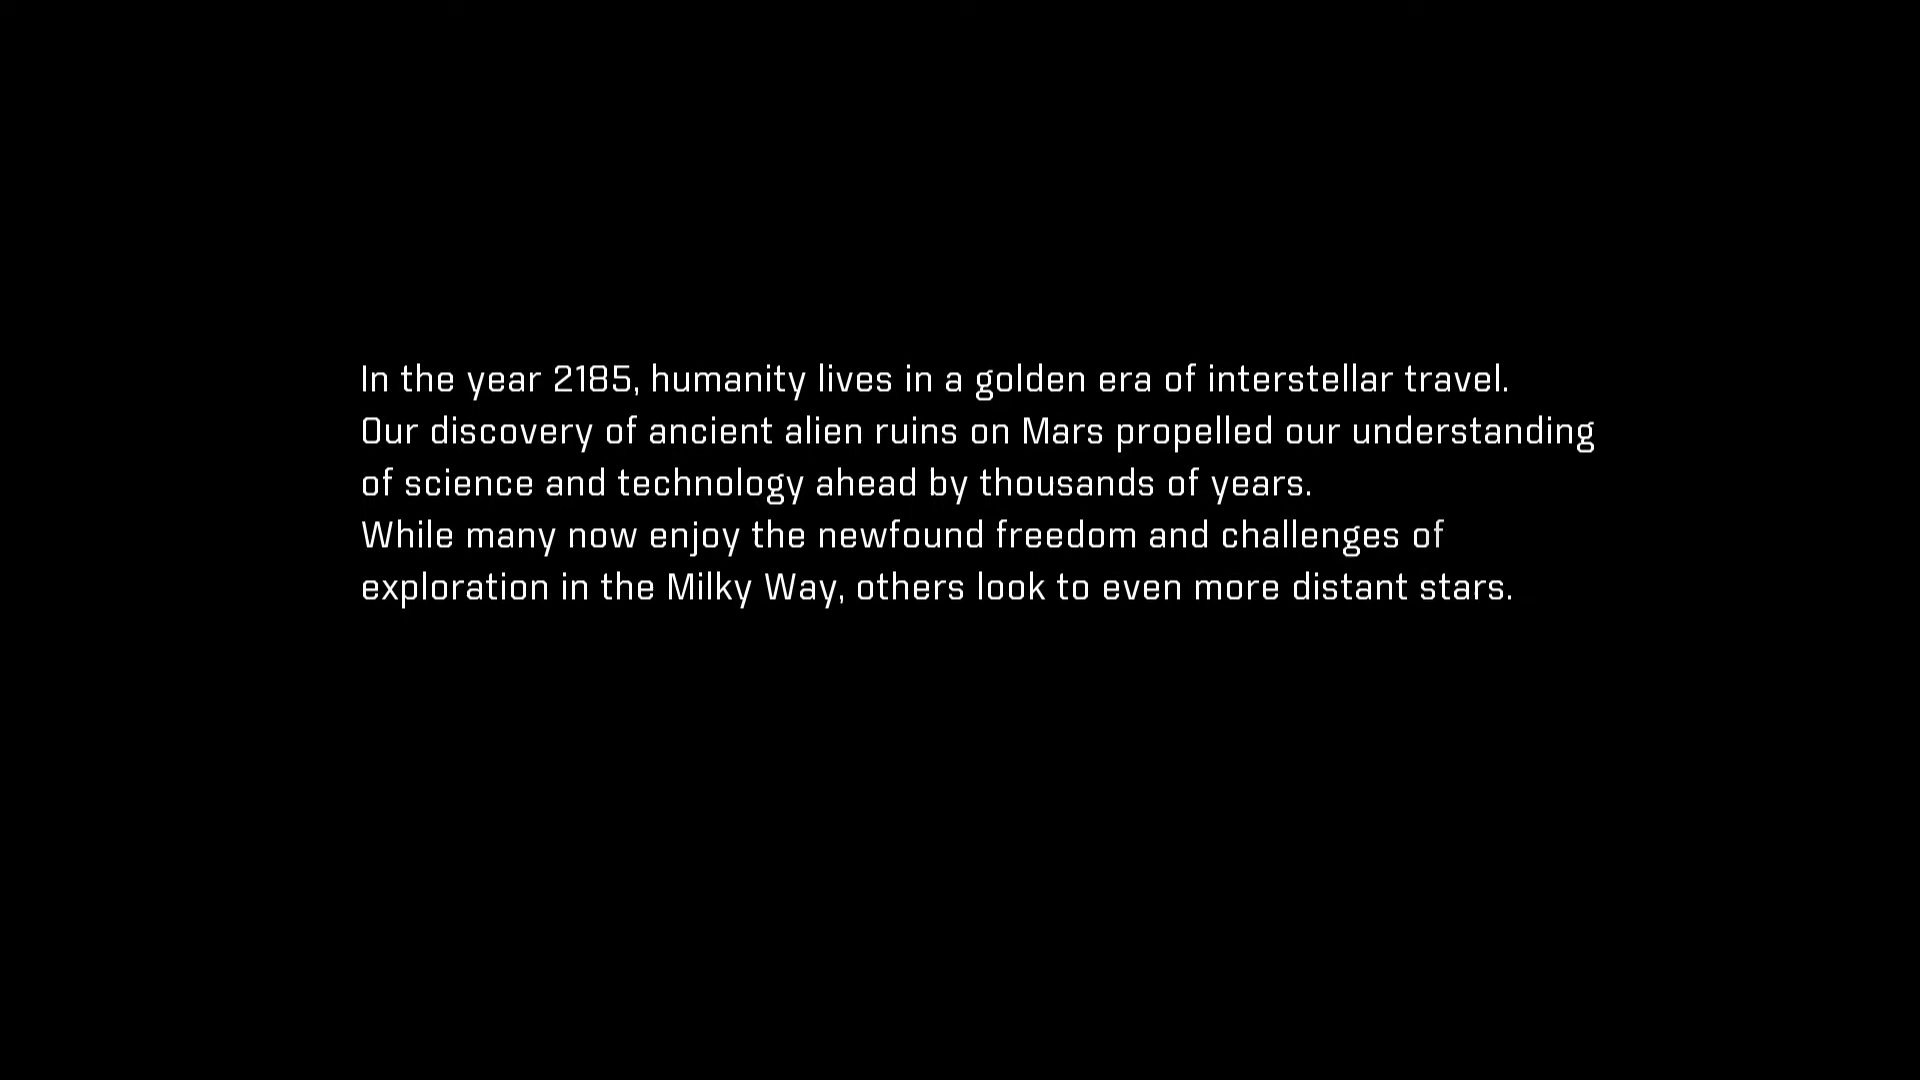 In the year 2185, humanity lives in a golden era of interstellar travel.
Our discovery of ancient alien ruins on Mars propelled our understanding
of science and technology ahead by thousands of years.
While many now enjoy the newfound freedom and challenges of
exploration in the Milky Way, others look to even more distant stars.